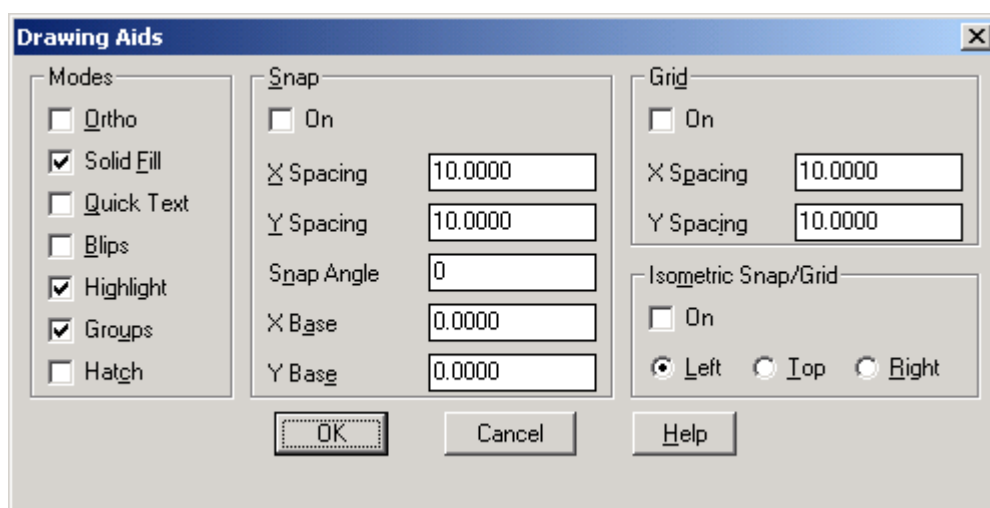 Drawing Aids
Modes
Ortho
Solid Fill
Quick Text
Blips
Highlight
Groups
Hatch
Snap
On
X Spacing 10.0000
Y Spacing 10.0000
Snap Angle 0
X Base 0.0000
Y Base 0.0000
Grid
On
X Spacing 10.0000
Y Spacing 10.0000
Isometric Snap/Grid
On
Left Top Right
OK Cancel Help